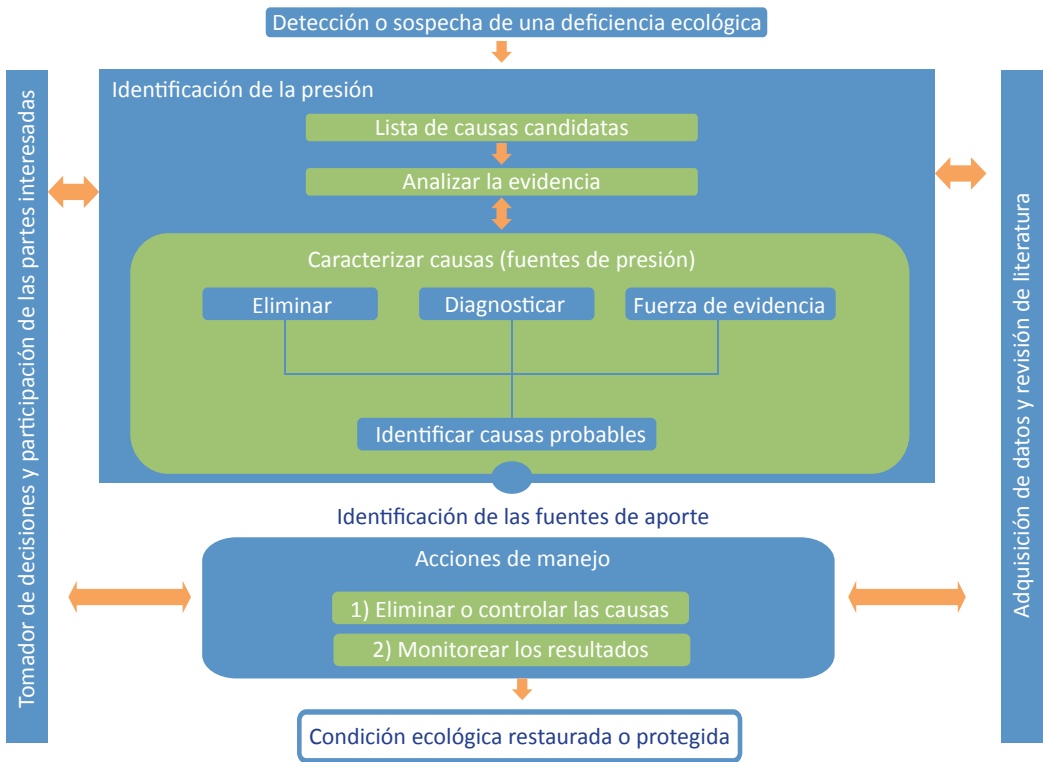 Detección o sospecha de una deficiencia ecológica
Tomador de decisiones y participación de las partes interesadas
Identificación de la presión
Lista de causas candidatas
Analizar la evidencia
Caracterizar causas (fuentes de presión)
Eliminar
Diagnosticar
Fuerza de evidencia
Identificar causas probables
Identificación de las fuentes de aporte
Acciones de manejo
1) Eliminar o controlar las causas
2) Monitorear los resultados
Condición ecológica restaurada o protegida
Adquisición de datos y revisión de literatura